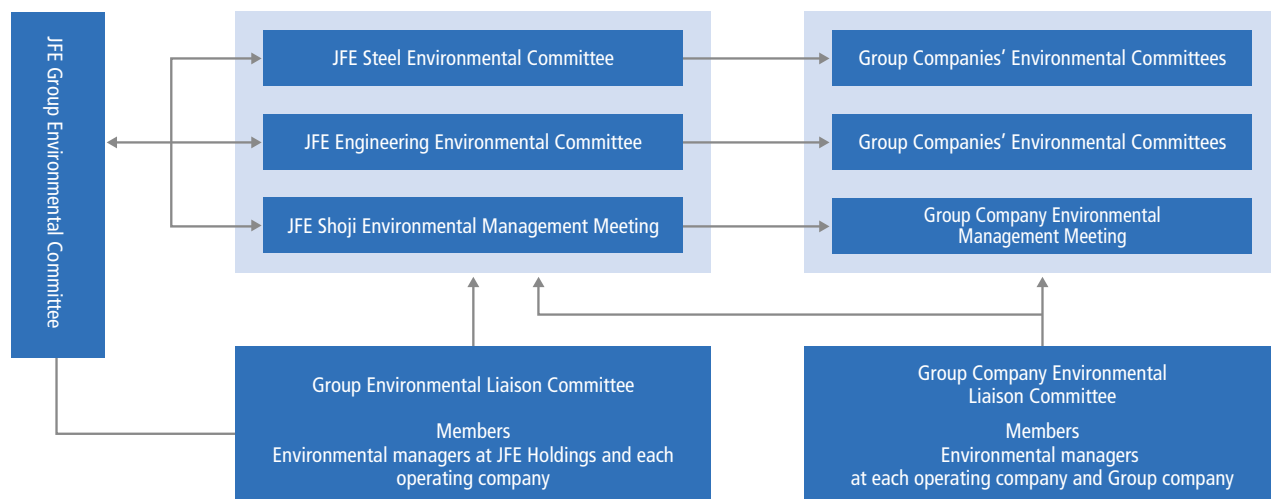 JFE Group Environmental Committee
JFE Steel Environmental Committee
Group Companies’ Environmental Committees
JFE Engineering Environmental Committee
Group Companies’ Environmental Committees
JFE Shoji Environmental Management Meeting
Group Company Environmental
Management Meeting
Group Environmental Liaison Committee
Members
Environmental managers at JFE Holdings and each
operating company
Group Company Environmental
Liaison Committee
Members
Environmental managers
at each operating company and Group company